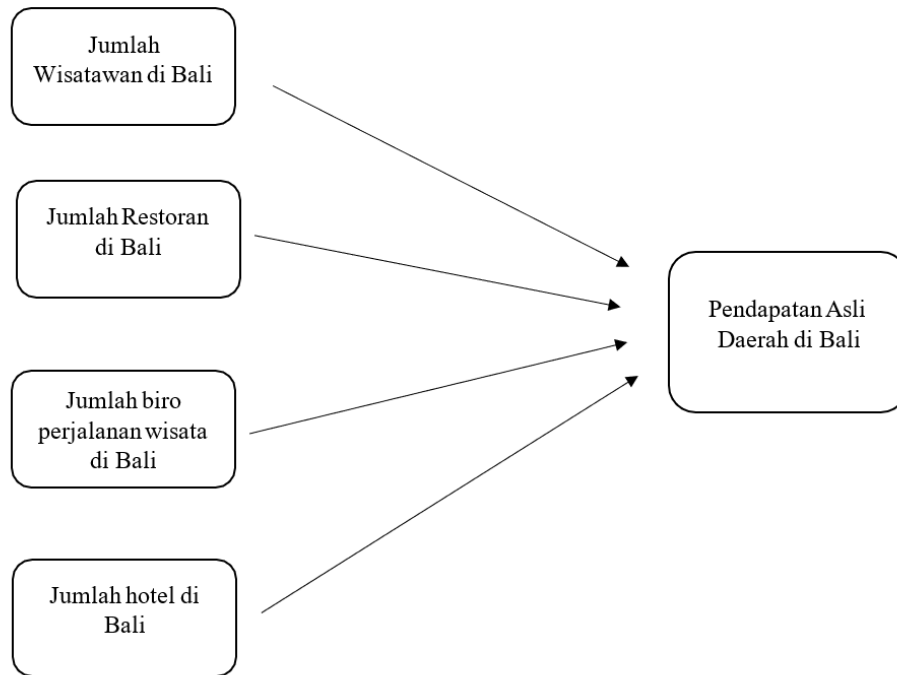 Jumlah
Wisatawan di Bali
Jumlah Restoran
di Bali
Jumlah biro
perjalanan wisata
di Bali
Jumlah hotel di
Bali
Pendapatan Asli
Daerah di Bali